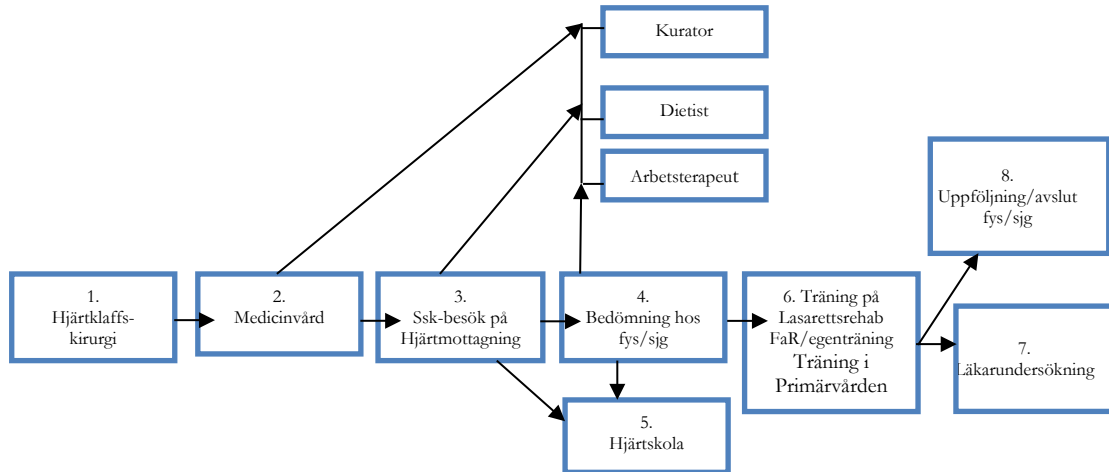 Kurator
Dietist
Arbetsterapeut
8.
Uppföljning/avslut
fys/sjg
1.
Hjärtklaffs-
kirurgi
2.
Medicinvård
3.
Ssk-besök på
Hjärtmottagning
4.
Bedömning hos
fys/sjg
6. Träning på
Lasarettsrehab
FaR/egenträning
Träning i
Primärvården
7.
Läkarundersökning
5.
Hjärtskola